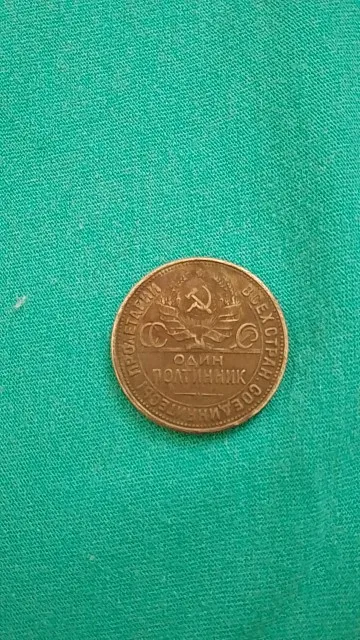 ПРОЛЕТАРИИ ВСЕХ СТРАН СОЕДИНЯЙТЕСЬ
С С
С Р
ОДИН
ПОЛТИННИК